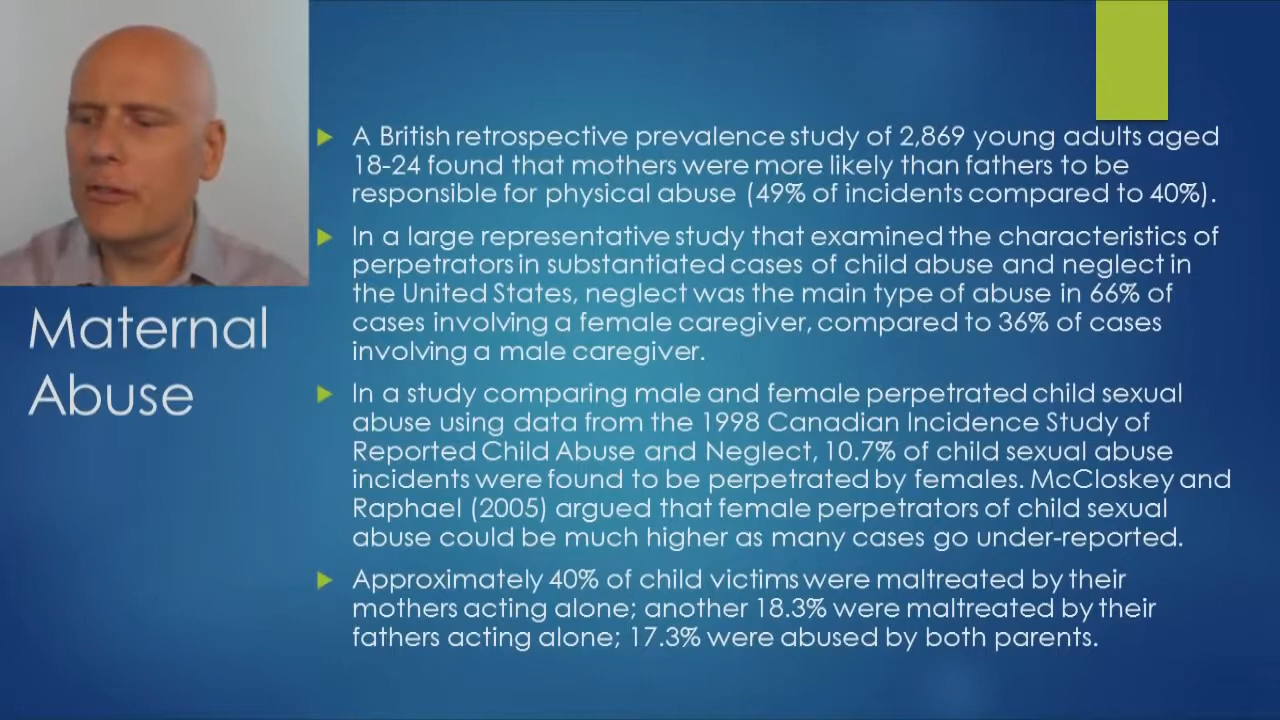 Maternal
Abuse
A British retrospective prevalence study of 2,869 young adults aged
18-24 found that mothers were more likely than fathers to be
responsible for physical abuse (49% of incidents compared to 40%).
In a large representative study that examined the characteristics of
perpetrators in substantiated cases of child abuse and neglect in
the United States, neglect was the main type of abuse in 66% of
cases involving a female caregiver, compared to 36% of cases
involving a male caregiver.
In a study comparing male and female perpetrated child sexual
abuse using data from the 1998 Canadian Incidence Study of
Reported Child Abuse and Neglect, 10.7% of child sexual abuse
incidents were found to be perpetrated by females. McCloskey and
Raphael (2005) argued that female perpetrators of child sexual
abuse could be much higher as many cases go under-reported.
Approximately 40% of child victims were maltreated by their
mothers acting alone; another 18.3% were maltreated by their
fathers acting alone; 17.3% were abused by both parents.